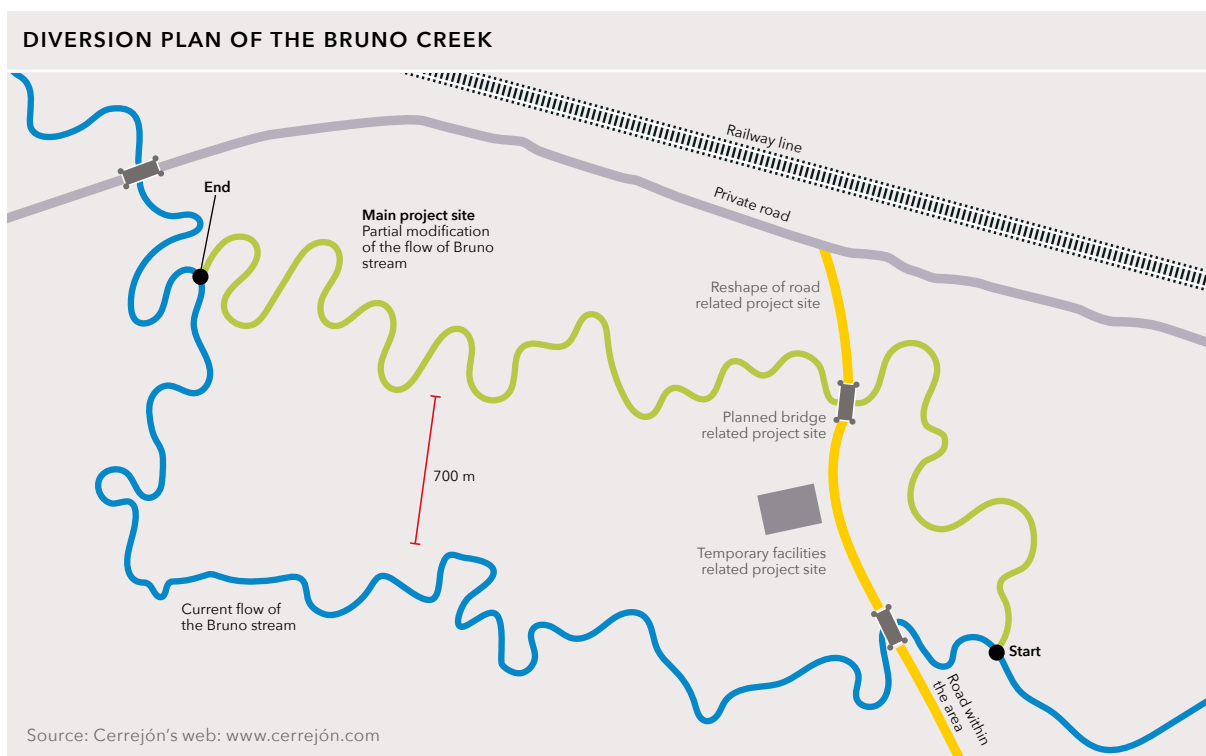 DIVERSION PLAN OF THE BRUNO CREEK
Railway line
Private road
End
Main project site
Partial modification
of the flow of Bruno
stream
Reshape of road
related project site
Planned bridge
related project site
700 m
Temporary facilities
related project site
Current flow of
the Bruno stream
Start
Road within
the area
Source: Cerrejón’s web: www.cerrejón.com